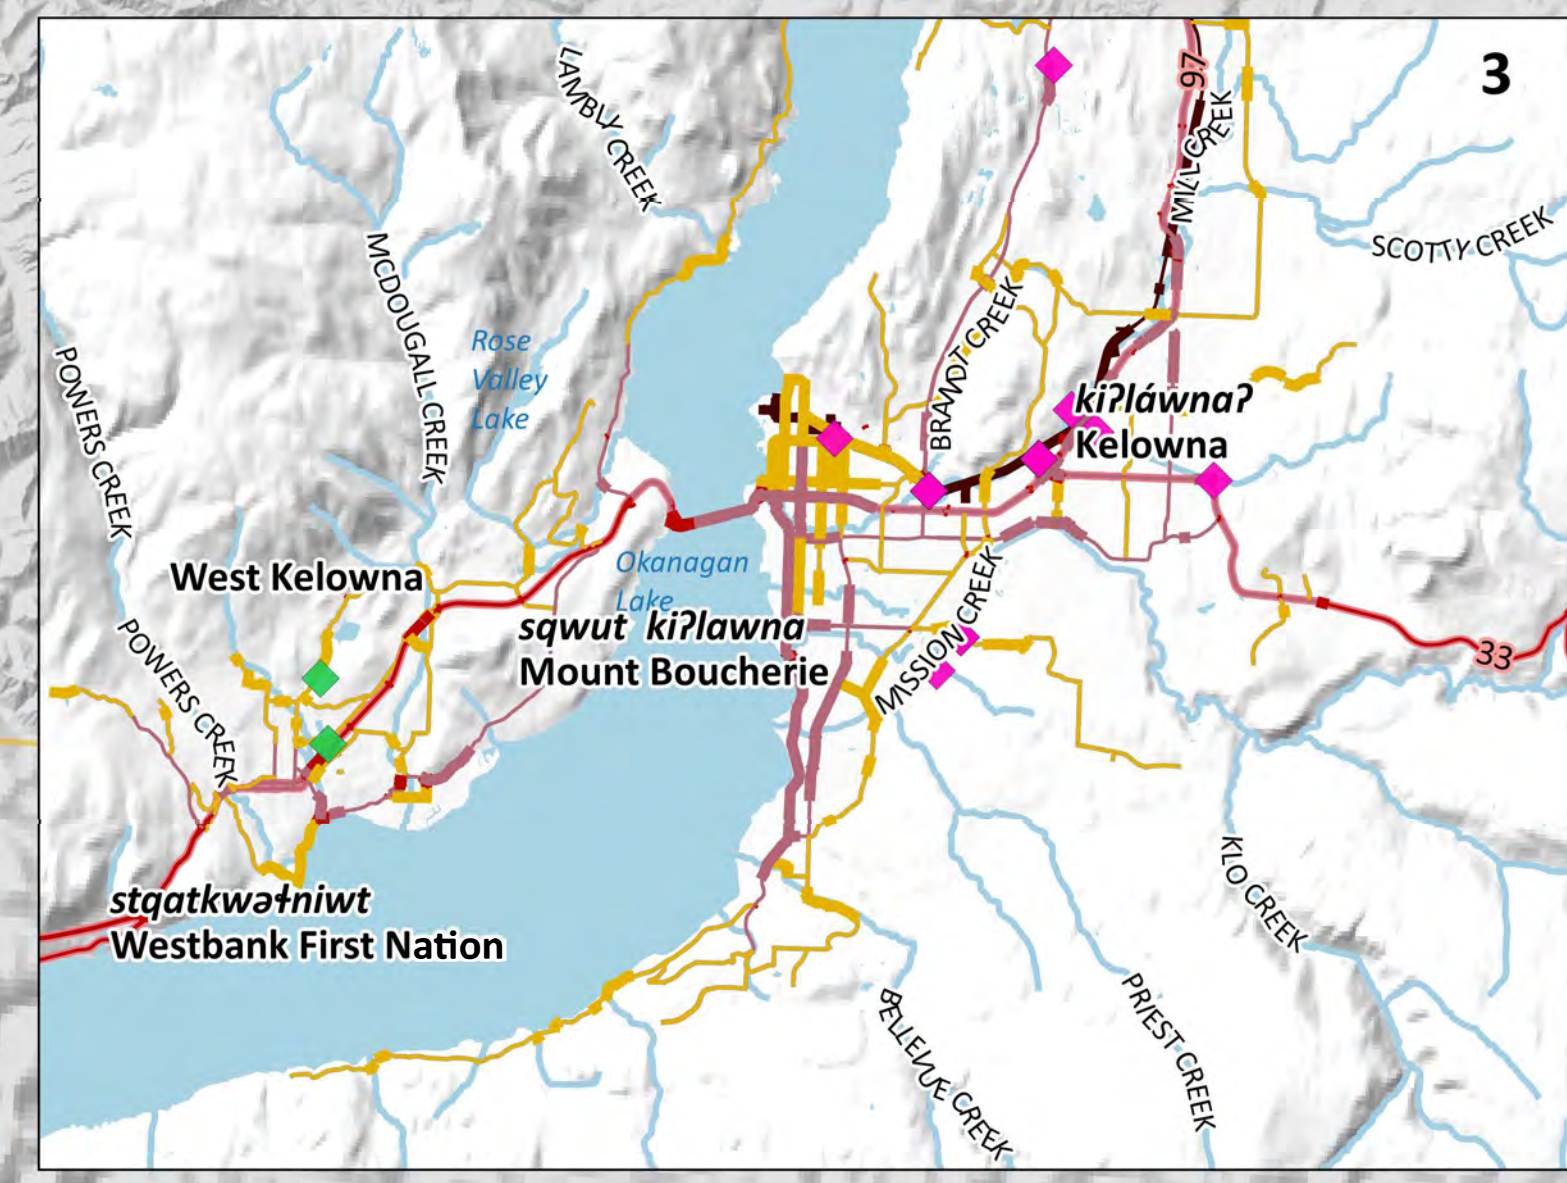 3
97
LAMBLY CREEK
MILL CREEK
SCOTTY CREEK
MCDOUGALL CREEK
POWERS CREEK
Rose
Valley
Lake
BRANDT CREEK
kiʔláwnaʔ
Kelowna
West Kelowna
Okanagan
Lake
sqwut kiʔlawna
Mount Boucherie
MISSION CREEK
33
POWERS CREEK
stqatkwəɬniwt
Westbank First Nation
KLO CREEK
PRIEST CREEK
BELLEVUE CREEK